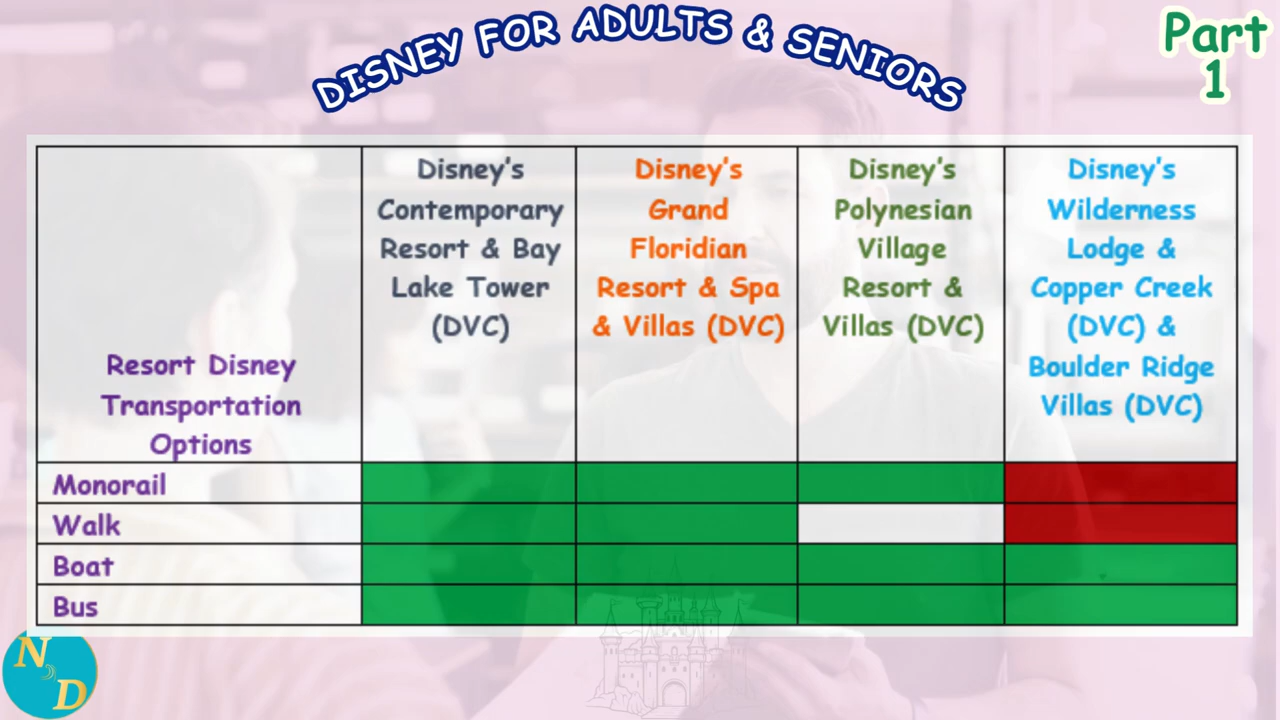 DISNEY FOR ADULTS & SENIORS
Part
1
Resort Disney
Transportation
Options
Disney's
Contemporary
Resort & Bay
Lake Tower
(DVC)
Disney's
Grand
Floridian
Resort & Spa
& Villas (DVC)
Disney's
Polynesian
Village
Resort &
Villas (DVC)
Disney's
Wilderness
Lodge &
Copper Creek
(DVC) &
Boulder Ridge
Villas (DVC)
Monorail
Walk
Boat
Bus
N
D